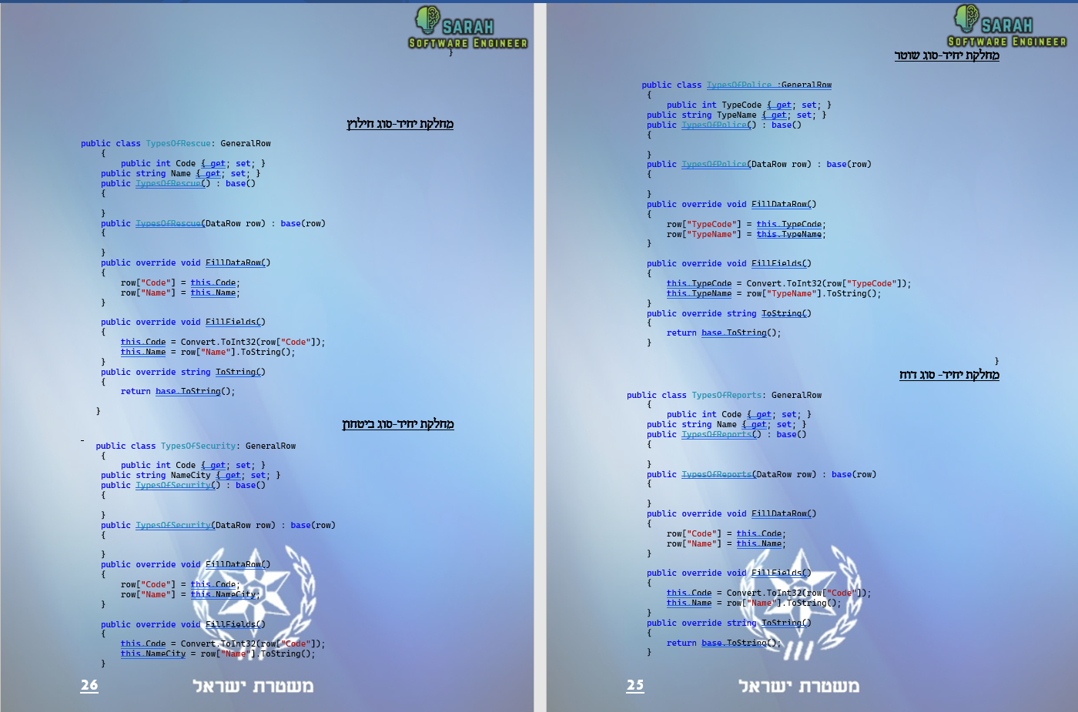 SARAH
SOFTWARE ENGINEER
מחלקת יחיד-סוג שוטר
public class TypesOfPolice :GeneralRow
{
public int TypeCode { get; set; }
public string TypeName { get; set; }
public TypesOfPolice() : base()
{
}
public TypesOfPolice(DataRow row) : base(row)
{
}
public override void FillDataRow()
{
row["TypeCode"] = this.TypeCode;
row["TypeName"] = this.TypeName;
}
public override void FillFields()
{
this.TypeCode = Convert.ToInt32(row["TypeCode"]);
this.TypeName = row["TypeName"].ToString();
}
public override string ToString()
{
return base.ToString();
}
}
מחלקת יחיד- סוג דוח
public class TypesOfReports: GeneralRow
{
public int Code { get; set; }
public string Name { get; set; }
public TypesOfReports() : base()
{
}
public TypesOfReports(DataRow row) : base(row)
{
}
public override void FillDataRow()
{
row["Code"] = this.Code;
row["Name"] = this.Name;
}
public override void FillFields()
{
this.Code = Convert.ToInt32(row["Code"]);
this.Name = row["Name"].ToString();
}
public override string ToString()
{
return base.ToString();
}
משטרת ישראל
25
SARAH
SOFTWARE ENGINEER
}
מחלקת יחיד-סוג חילוץ
public class TypesOfRescue: GeneralRow
{
public int Code { get; set; }
public string Name { get; set; }
public TypesOfRescue() : base()
{
}
public TypesOfRescue(DataRow row) : base(row)
{
}
public override void FillDataRow()
{
row["Code"] = this.Code;
row["Name"] = this.Name;
}
public override void FillFields()
{
this.Code = Convert.ToInt32(row["Code"]);
this.Name = row["Name"].ToString();
}
public override string ToString()
{
return base.ToString();
}
מחלקת יחיד-סוג ביטחון
public class TypesOfSecurity: GeneralRow
{
public int Code { get; set; }
public string NameCity { get; set; }
public TypesOfSecurity() : base()
{
}
public TypesOfSecurity(DataRow row) : base(row)
{
}
public override void FillDataRow()
{
row["Code"] = this.Code;
row["Name"] = this.NameCity;
}
public override void FillFields()
{
this.Code = Convert.ToInt32(row["Code"]);
this.NameCity = row["Name"].ToString();
}
משטרת ישראל
26